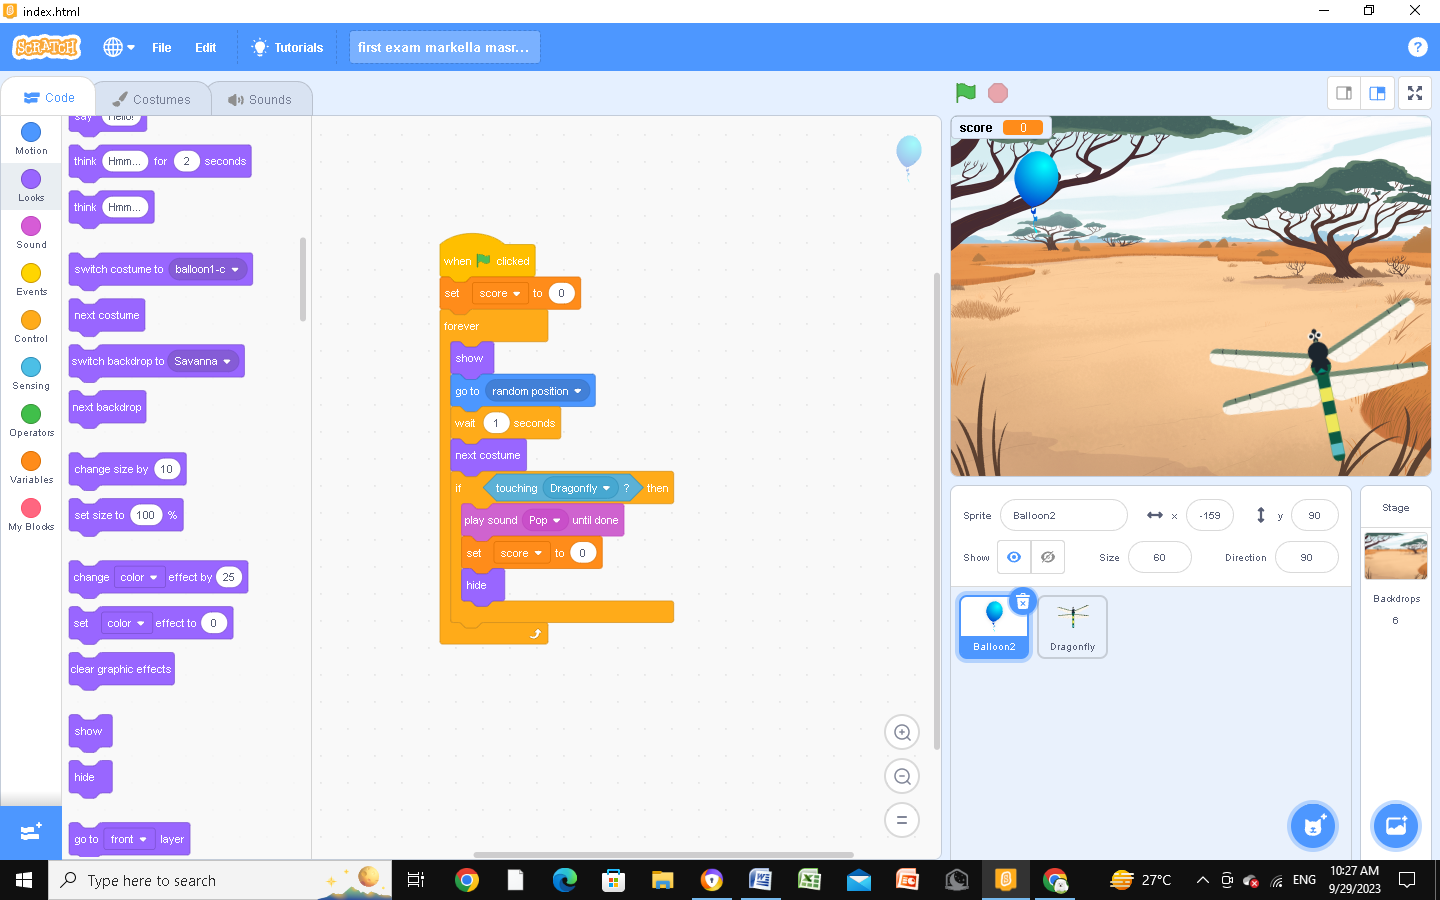 index.html
SCRATCH
File
Edit
Tutorials
first exam markella masr...
?
Code
Costumes
Sounds
Motion
Looks
Sound
Events
Control
Sensing
Operators
Variables
My Blocks
say Hello!
think Hmm... for 2 seconds
think Hmm...
switch costume to balloon1-c
next costume
switch backdrop to Savanna
next backdrop
change size by 10
set size to 100 %
change color effect by 25
set color effect to 0
clear graphic effects
show
hide
go to front layer
when clicked
set score to 0
forever
show
go to random position
wait 1 seconds
next costume
if touching Dragonfly ? then
play sound Pop until done
set score to 0
hide
score 0
Sprite Balloon2 x -159 y 90
Show Size 60 Direction 90
Balloon2
Dragonfly
Stage
Backdrops
6
Type here to search
27°C
ENG
10:27 AM
9/29/2023